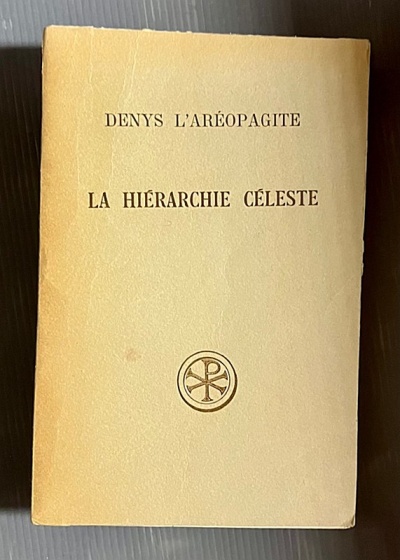 DENYS L'ARÉOPAGITE
LA HIÉRARCHIE CÉLESTE